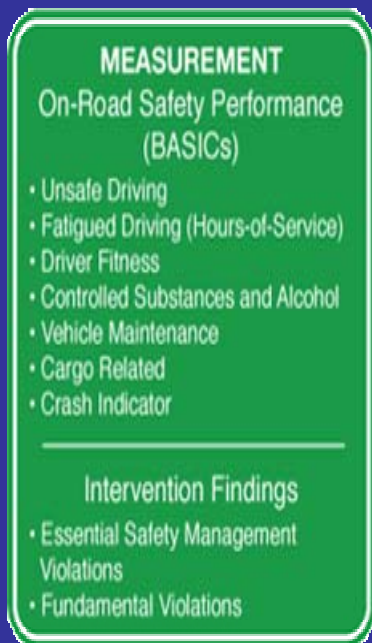 MEASUREMENT
On-Road Safety Performance
(BASICs)
• Unsafe Driving
• Fatigued Driving (Hours-of-Service)
• Driver Fitness
• Controlled Substances and Alcohol
• Vehicle Maintenance
• Cargo Related
• Crash Indicator
Intervention Findings
• Essential Safety Management
Violations
• Fundamental Violations